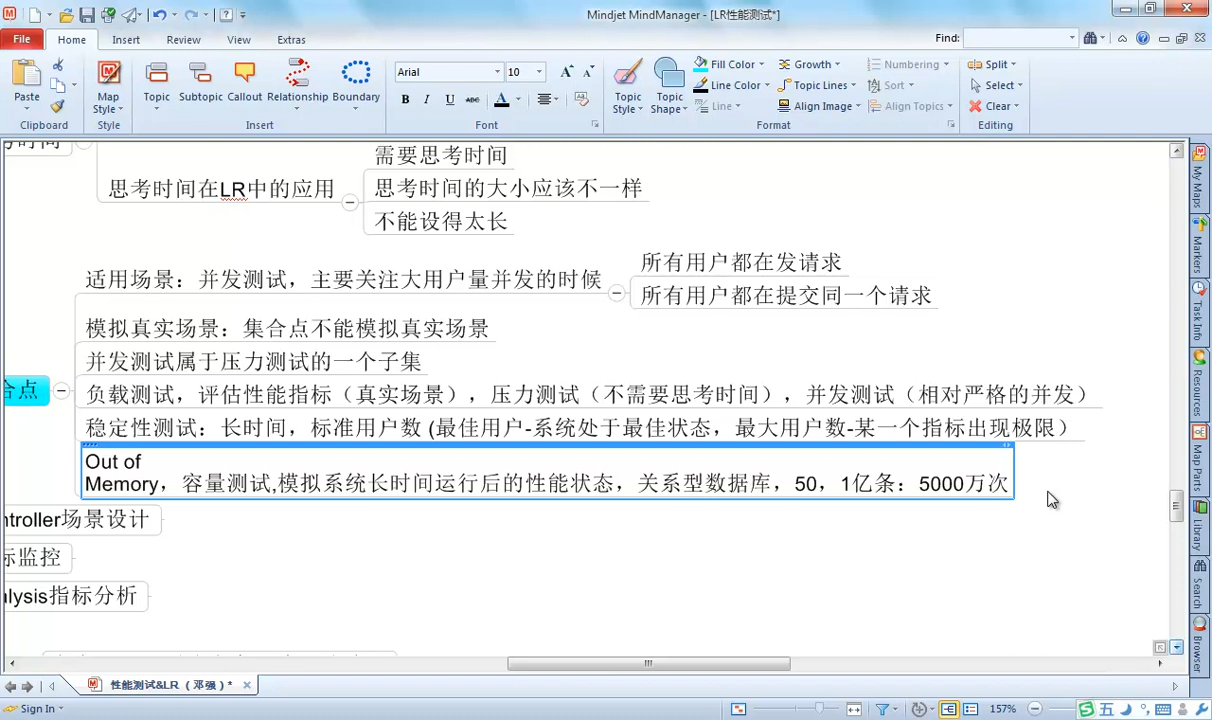 Mindjet MindManager - [LR性能测试*]
File
Home
Insert
Review
View
Extras
Find:
Paste
Map Style
Topic
Subtopic
Callout
Relationship
Boundary
Arial
10
Topic Style
Topic Shape
Fill Color
Line Color
Line
Growth
Topic Lines
Align Image
Numbering
Sort
Align Topics
Split
Select
Clear
Clipboard
Style
Insert
Font
Format
Editing
需要思考时间
思考时间在LR中的应用
思考时间的大小应该不一样
不能设得太长
适用场景：并发测试，主要关注大用户量并发的时候
所有用户都在发请求
所有用户都在提交同一个请求
模拟真实场景：集合点不能模拟真实场景
并发测试属于压力测试的一个子集
合点
负载测试，评估性能指标（真实场景），压力测试（不需要思考时间），并发测试（相对严格的并发）
稳定性测试：长时间，标准用户数 (最佳用户-系统处于最佳状态，最大用户数-某一个指标出现极限）
Out of
Memory，容量测试,模拟系统长时间运行后的性能状态，关系型数据库，50，1亿条：5000万次
ntroller场景设计
标监控
alysis指标分析
My Maps
Markers
Task Info
Resources
Map Parts
Library
Search
Browser
性能测试&LR （邓强）*
Sign In
157%
五